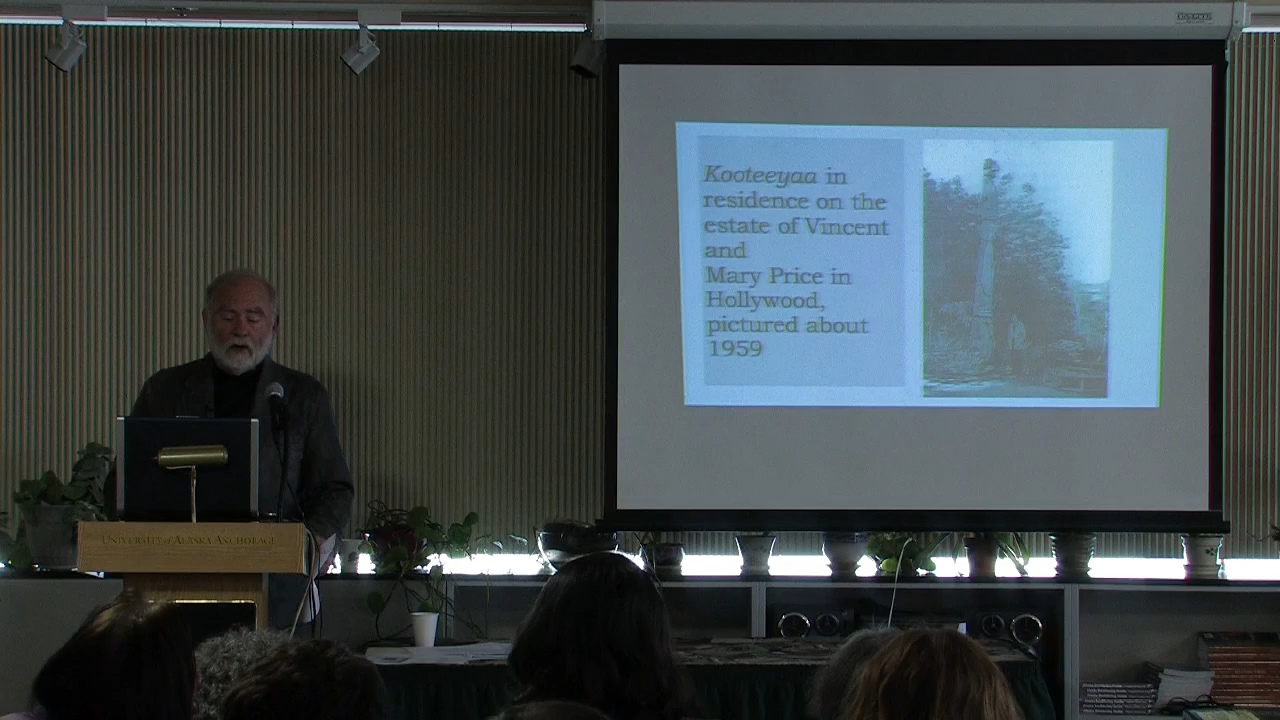 Kooteeyaa in
residence on the
estate of Vincent
and
Mary Price in
Hollywood,
pictured about
1959
UNIVERSITY of ALASKA ANCHORAGE